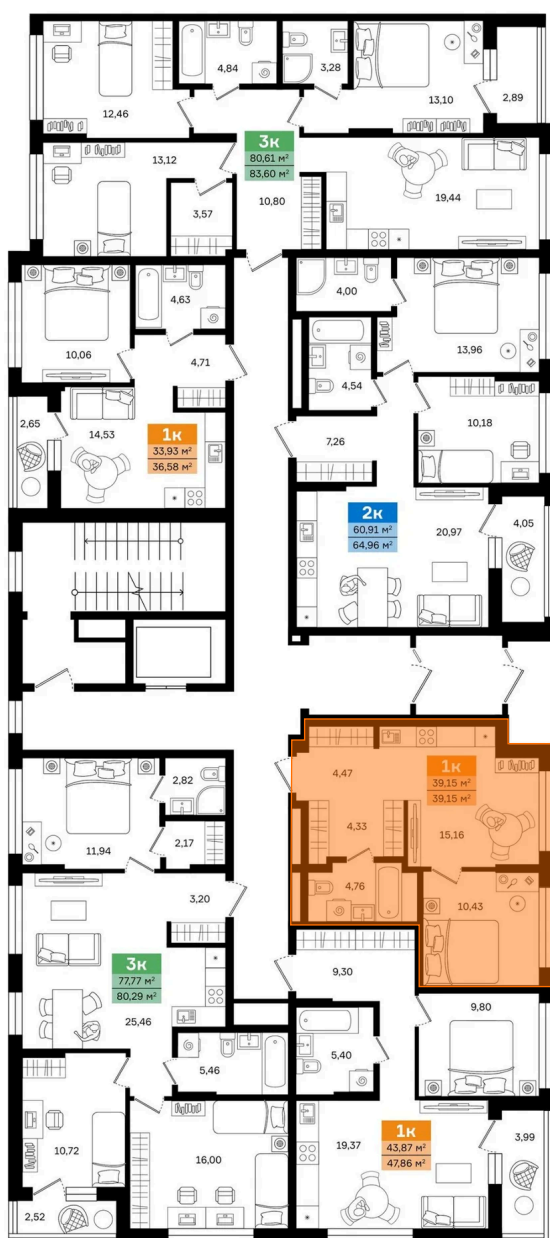 4,84
3,28
12,46
13,10
2,89
3к
80,61 м²
83,60 м²
13,12
3,57
10,80
19,44
4,63
4,00
10,06
4,71
13,96
4,54
2,65
14,53
1к
33,93 м²
36,58 м²
7,26
10,18
2к
60,91 м²
64,96 м²
20,97
4,05
4,47
1к
39,15 м²
39,15 м²
2,82
4,33
15,16
11,94
2,17
4,76
10,43
3,20
3к
77,77 м²
80,29 м²
9,30
25,46
9,80
5,46
5,40
10,72
16,00
19,37
1к
43,87 м²
47,86 м²
3,99
2,52